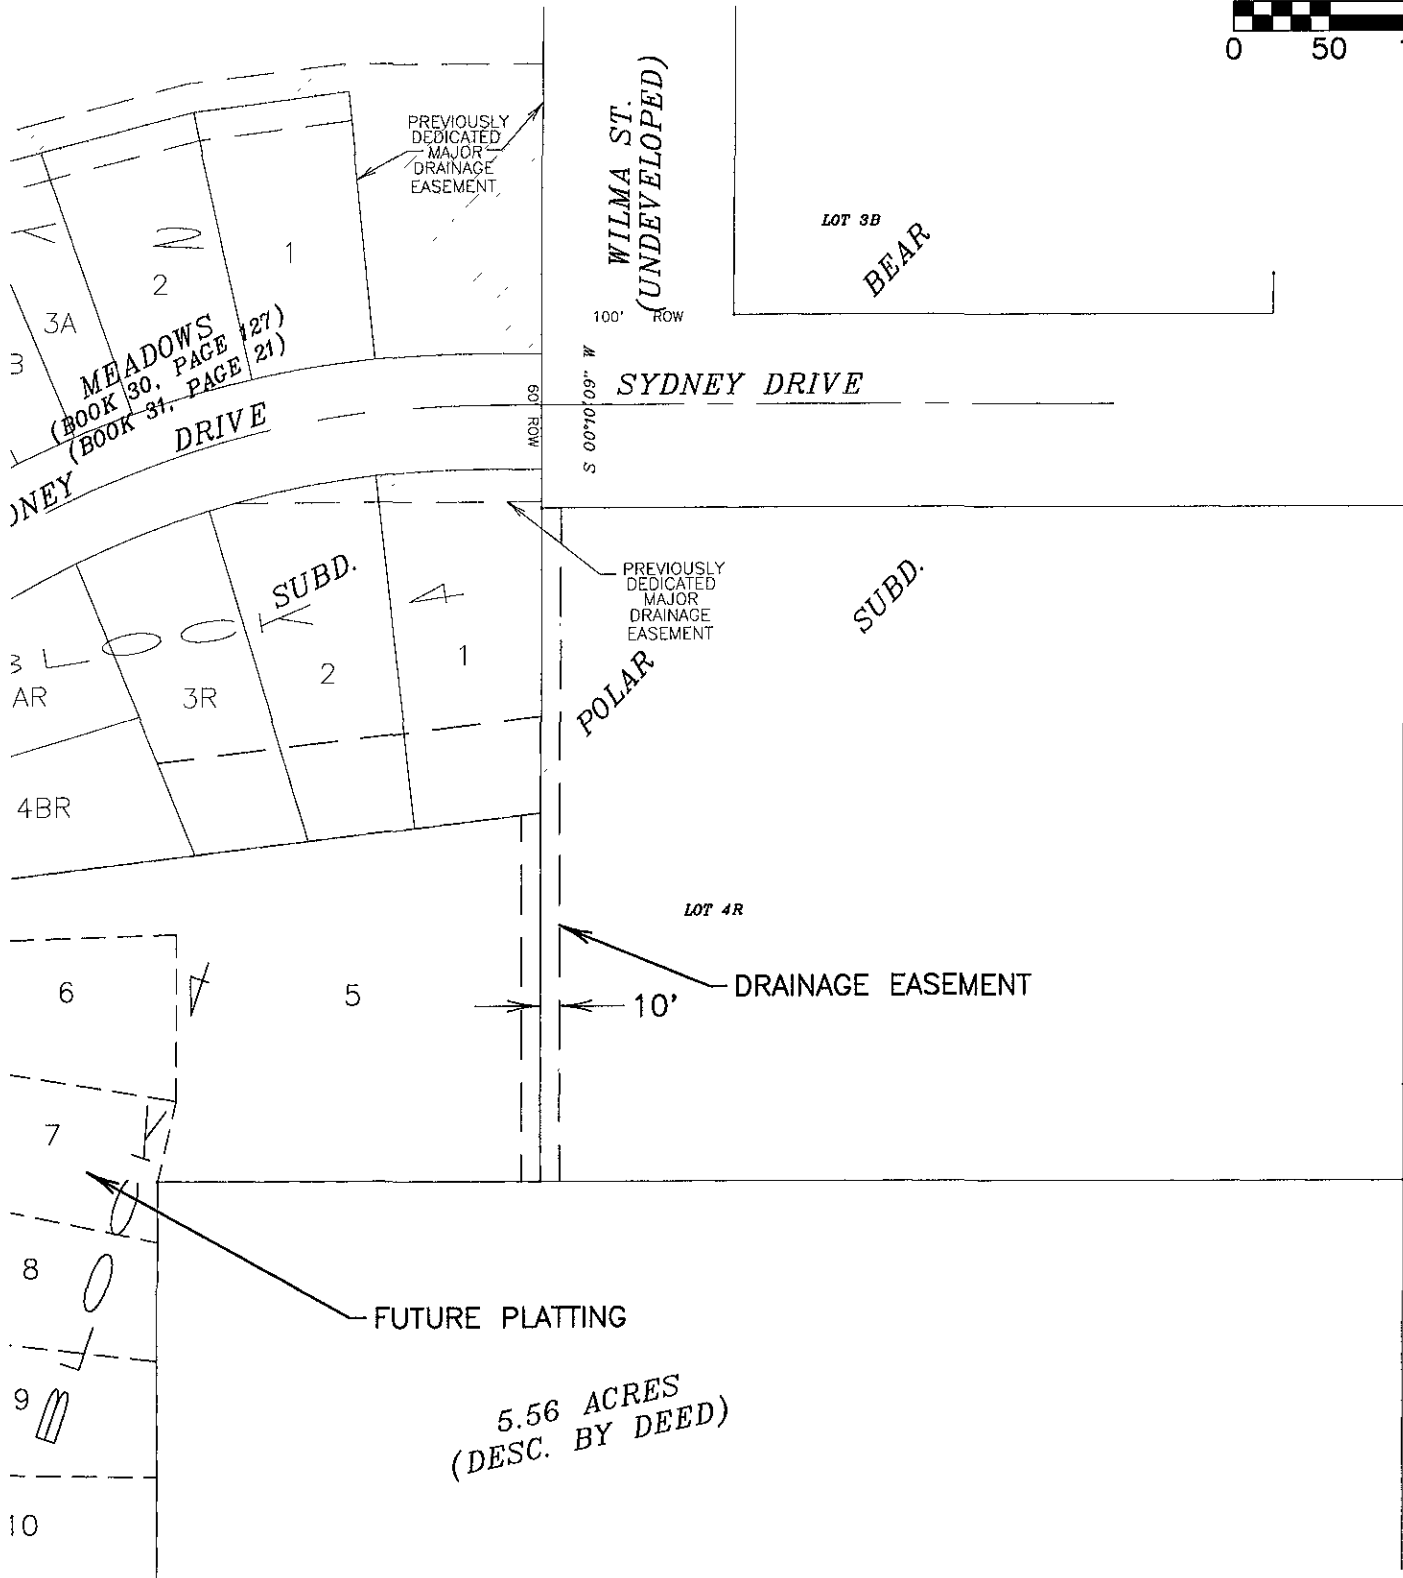 0 50
WILMA ST.
(UNDEVELOPED)
PREVIOUSLY
DEDICATED
MAJOR
DRAINAGE
EASEMENT
LOT 3B
BEAR
1
2
3A
100' ROW
MEADOWS
(BOOK 30, PAGE 127)
(BOOK 31, PAGE 21)
DRIVE
60' ROW
S 00°01'09" W
SYDNEY DRIVE
SUBD.
PREVIOUSLY
DEDICATED
MAJOR
DRAINAGE
EASEMENT
SUBD.
BLOCK 4
1
2
3R
AR
POLAR
4BR
LOT 4R
DRAINAGE EASEMENT
10'
6
5
7
8
FUTURE PLATTING
9
10
5.56 ACRES
(DESC. BY DEED)